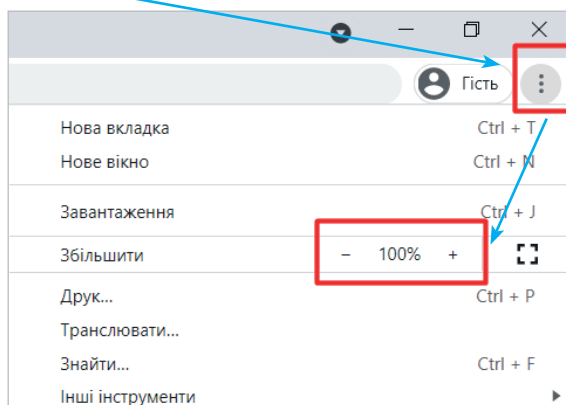 Гість
Нова вкладка Ctrl + T
Нове вікно Ctrl + N
Завантаження Ctrl + J
Збільшити − 100% +
Друк... Ctrl + P
Транслювати...
Знайти... Ctrl + F
Інші інструменти